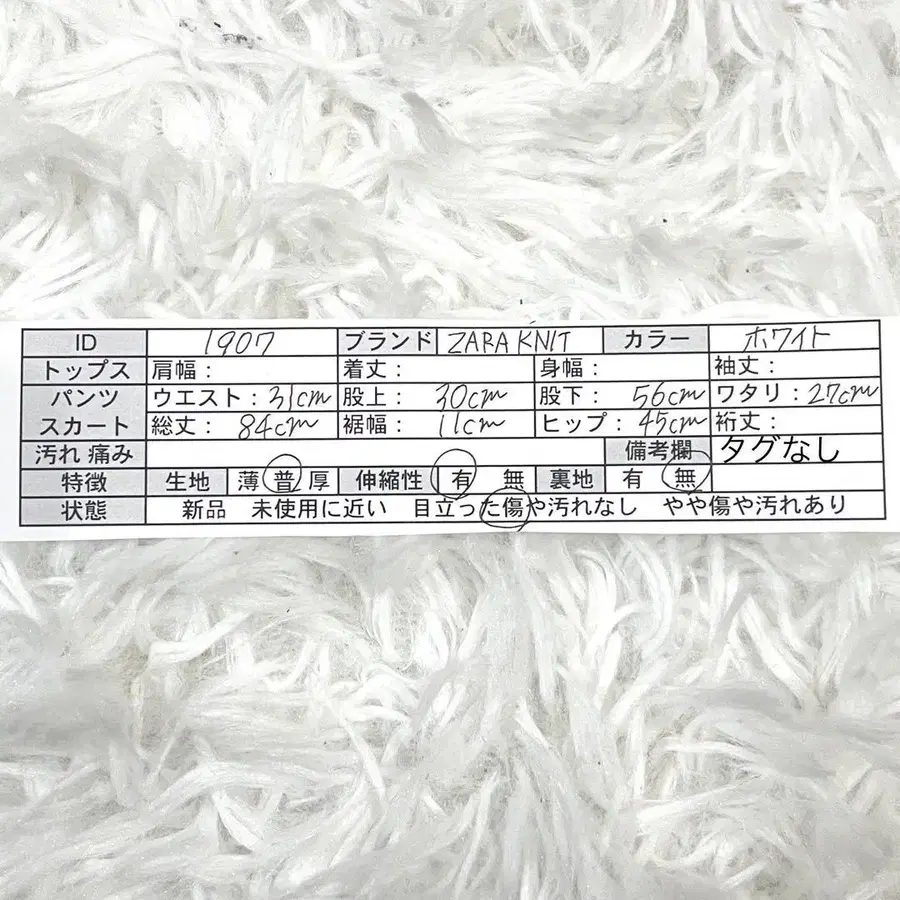 ID 1907 ブランド ZARA KNIT カラー ホワイト
トップス 肩幅： 着丈： 身幅： 袖丈：
パンツ ウエスト：31cm 股上： 30cm 股下： 56cm ワタリ：27cm
スカート 総丈： 84cm 裾幅： 11cm ヒップ：45cm 裄丈：
汚れ 痛み 備考欄 タグなし
特徴 生地 薄 普 厚 伸縮性 有 無 裏地 有 無
状態 新品 未使用に近い 目立った傷や汚れなし やや傷や汚れあり